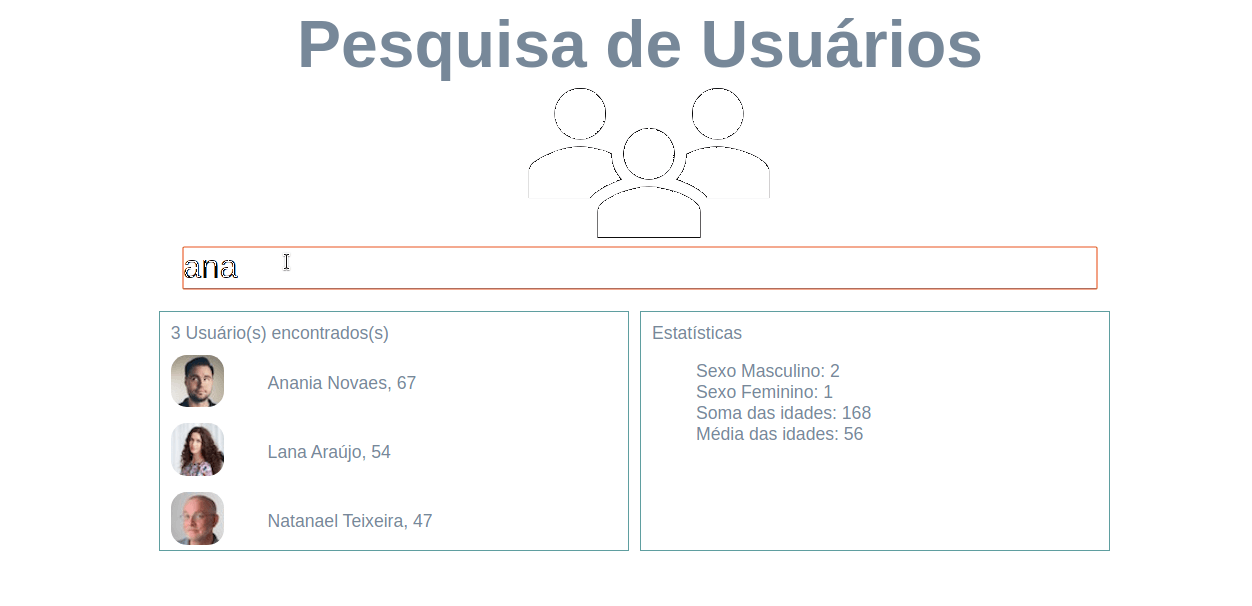 Pesquisa de Usuários
ana
3 Usuário(s) encontrados(s)
Anania Novaes, 67
Lana Araújo, 54
Natanael Teixeira, 47
Estatísticas
Sexo Masculino: 2
Sexo Feminino: 1
Soma das idades: 168
Média das idades: 56